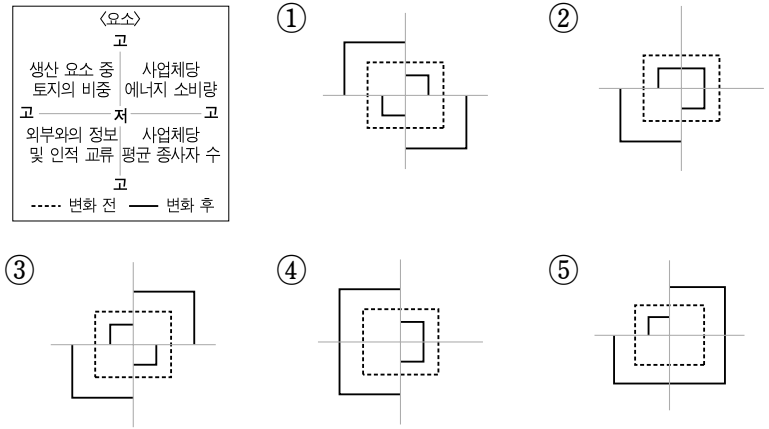 〈요소〉
고
생산 요소 중 사업체당
토지의 비중 에너지 소비량
고 저 고
외부와의 정보 사업체당
및 인적 교류 평균 종사자 수
고
변화 전 변화 후
①
②
③
④
⑤